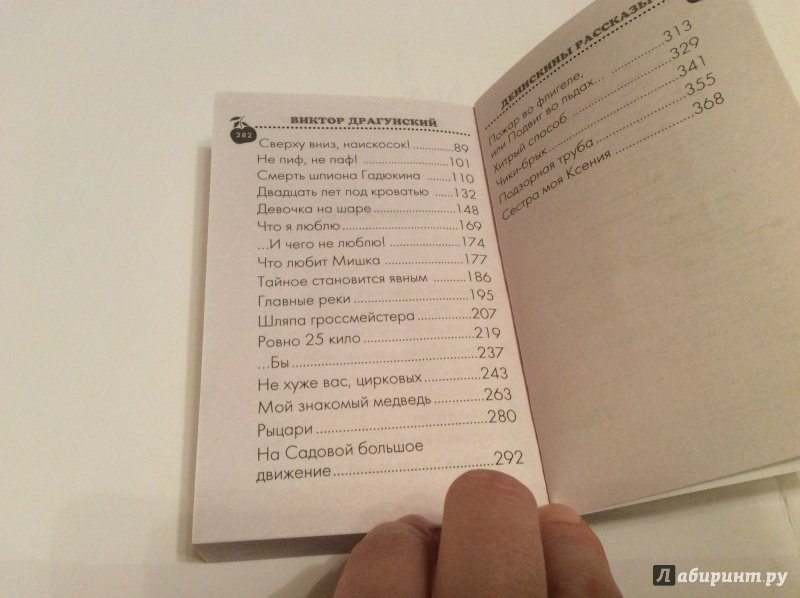 382
ВИКТОР ДРАГУНСКИЙ
Сверху вниз, наискосок! ..... 89
Не пиф, не паф! ..... 101
Смерть шпиона Гадюкина ..... 110
Двадцать лет под кроватью ..... 132
Девочка на шаре ..... 148
Что я люблю ..... 169
...И чего не люблю! ..... 174
Что любит Мишка ..... 177
Тайное становится явным ..... 186
Главные реки ..... 195
Шляпа гроссмейстера ..... 207
Ровно 25 кило ..... 219
...Бы ..... 237
Не хуже вас, цирковых ..... 243
Мой знакомый медведь ..... 263
Рыцари ..... 280
На Садовой большое
движение ..... 292
ДЕНИСКИНЫ РАССКАЗЫ
Пожар во флигеле,
или Подвиг во льдах... ..... 313
Хитрый способ ..... 329
Чики-брык ..... 341
Подзорная труба ..... 355
Сестра моя Ксения ..... 368
Лабиринт.ру